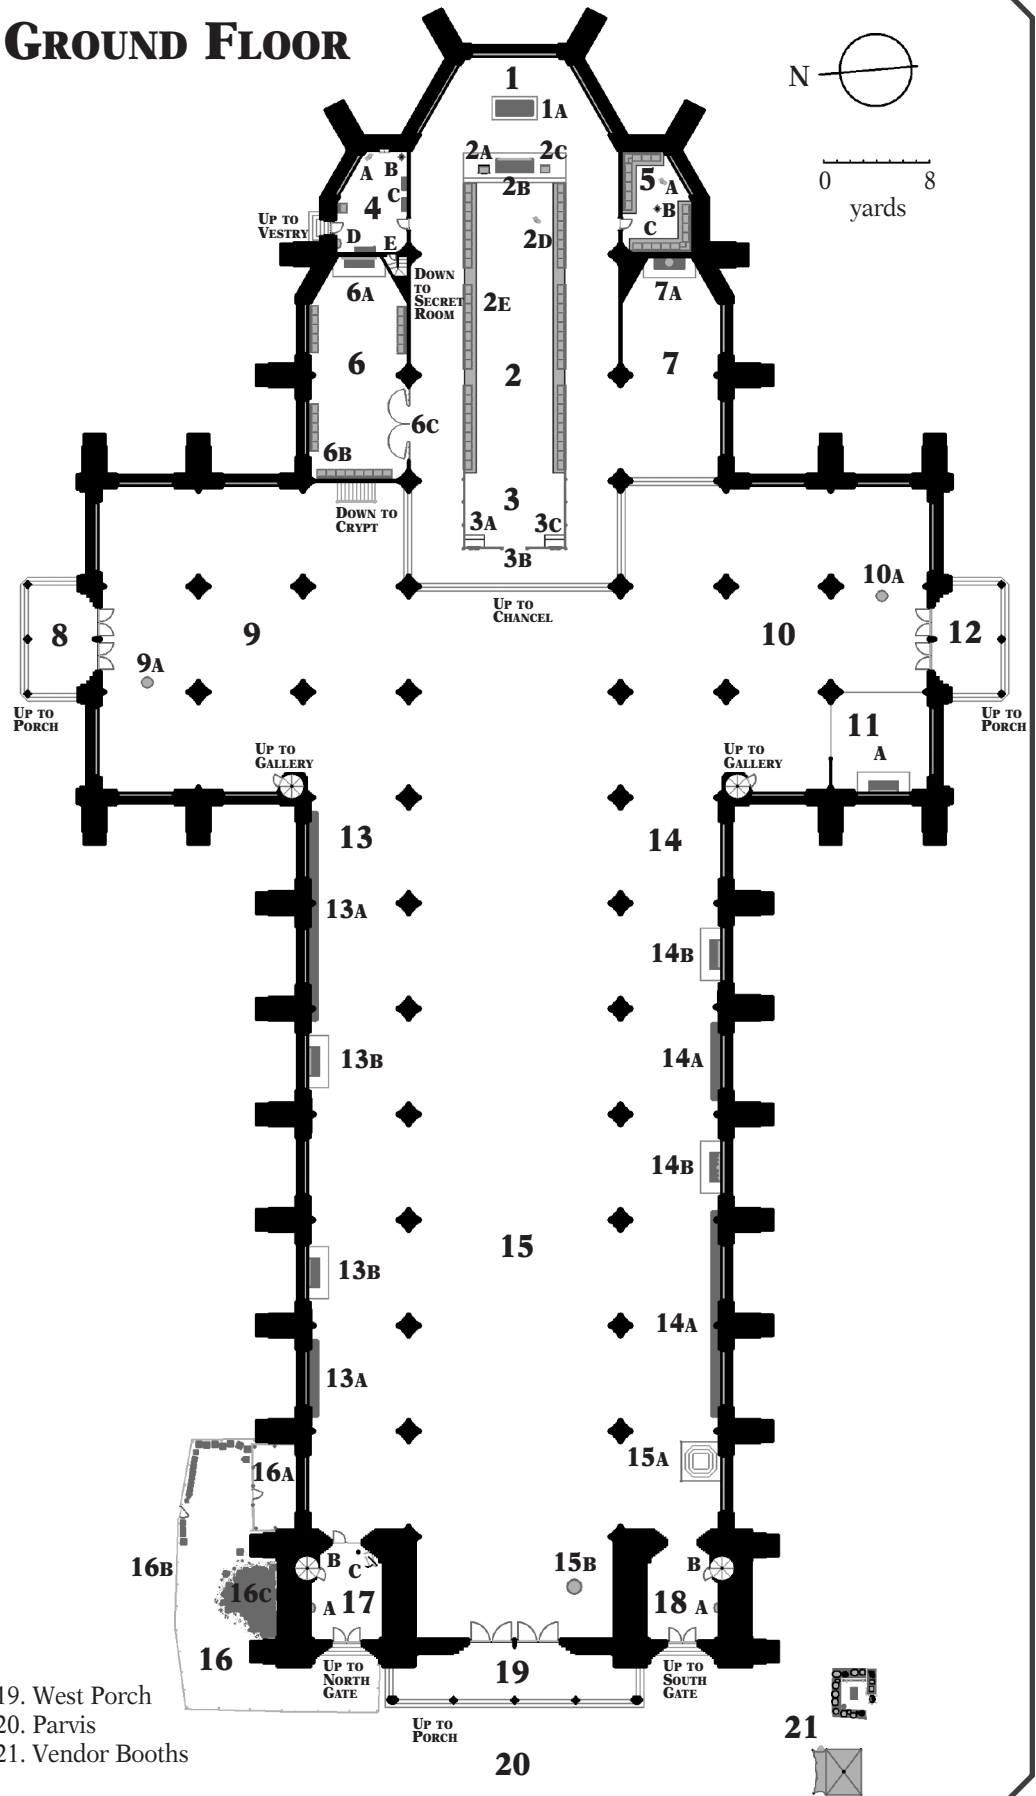 GROUND FLOOR
1
N
1A
2A
2C
0
8
2B
A
B
5
A
yards
C
B
4
C
UP TO
VESTRY
D
E
2D
DOWN
TO
SECRET
ROOM
6A
7A
2E
6
2
7
6C
6B
3
DOWN TO
CRYPT
3A
3C
3B
10A
UP TO
CHANCEL
8
9
10
12
9A
UP TO
PORCH
UP TO
PORCH
11
UP TO
GALLERY
UP TO
GALLERY
A
13
14
13A
14B
13B
14A
14B
15
13B
14A
13A
15A
16A
B
C
15B
B
16B
16C
A
17
18
A
16
UP TO
NORTH
GATE
19
UP TO
SOUTH
GATE
19. West Porch
20. Parvis
21. Vendor Booths
UP TO
PORCH
21
20